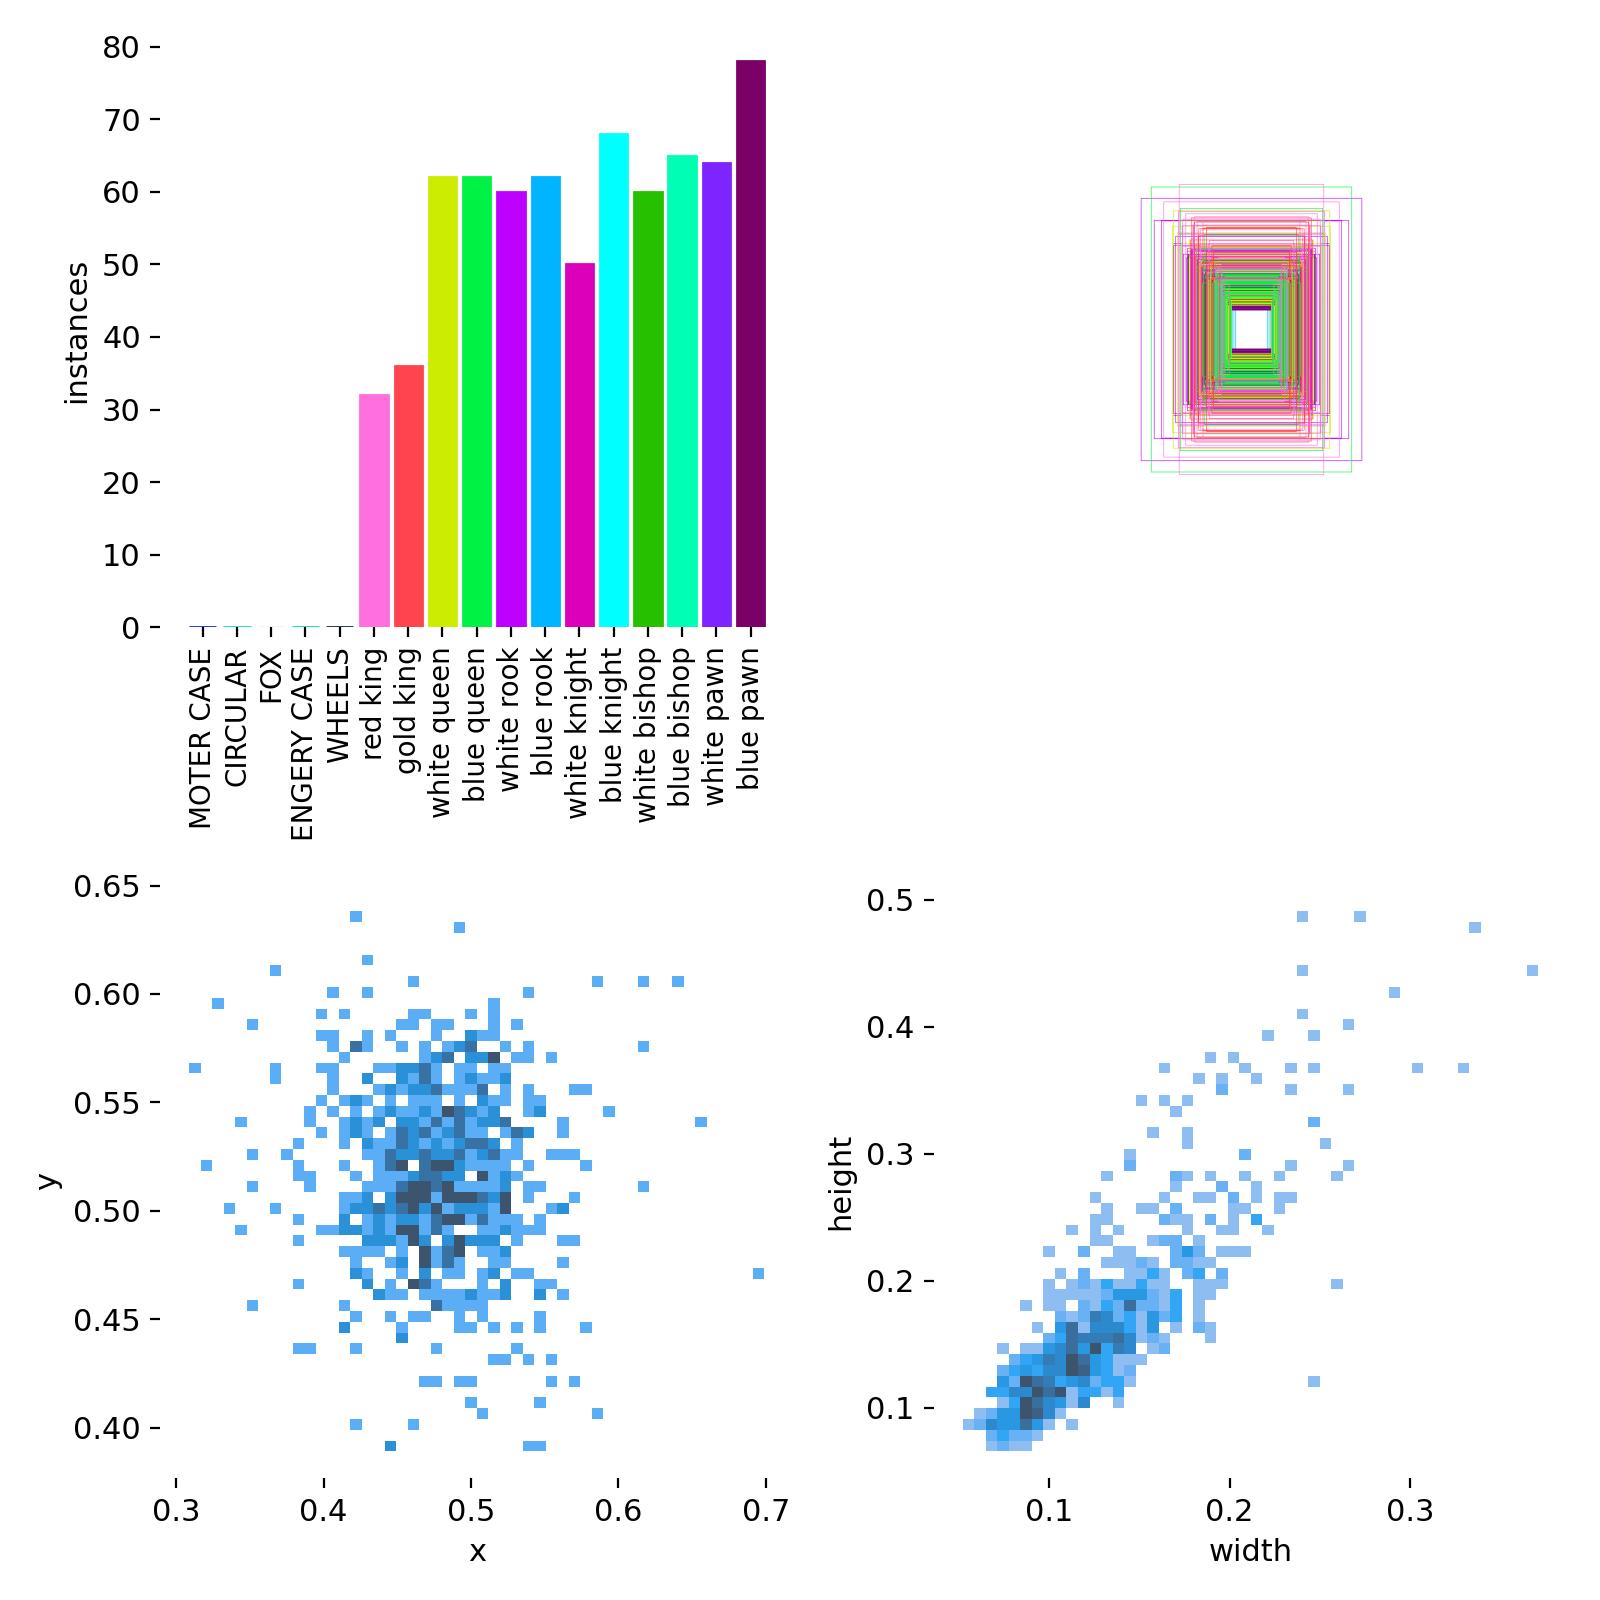 80
70
60
50
40
30
20
10
0
instances
MOTER CASE
CIRCULAR
FOX
ENGERY CASE
WHEELS
red king
gold king
white queen
blue queen
white rook
blue rook
white knight
blue knight
white bishop
blue bishop
white pawn
blue pawn
0.65
0.60
0.55
0.50
0.45
0.40
y
0.3
0.4
0.5
0.6
0.7
x
0.5
0.4
0.3
0.2
0.1
height
0.1
0.2
0.3
width